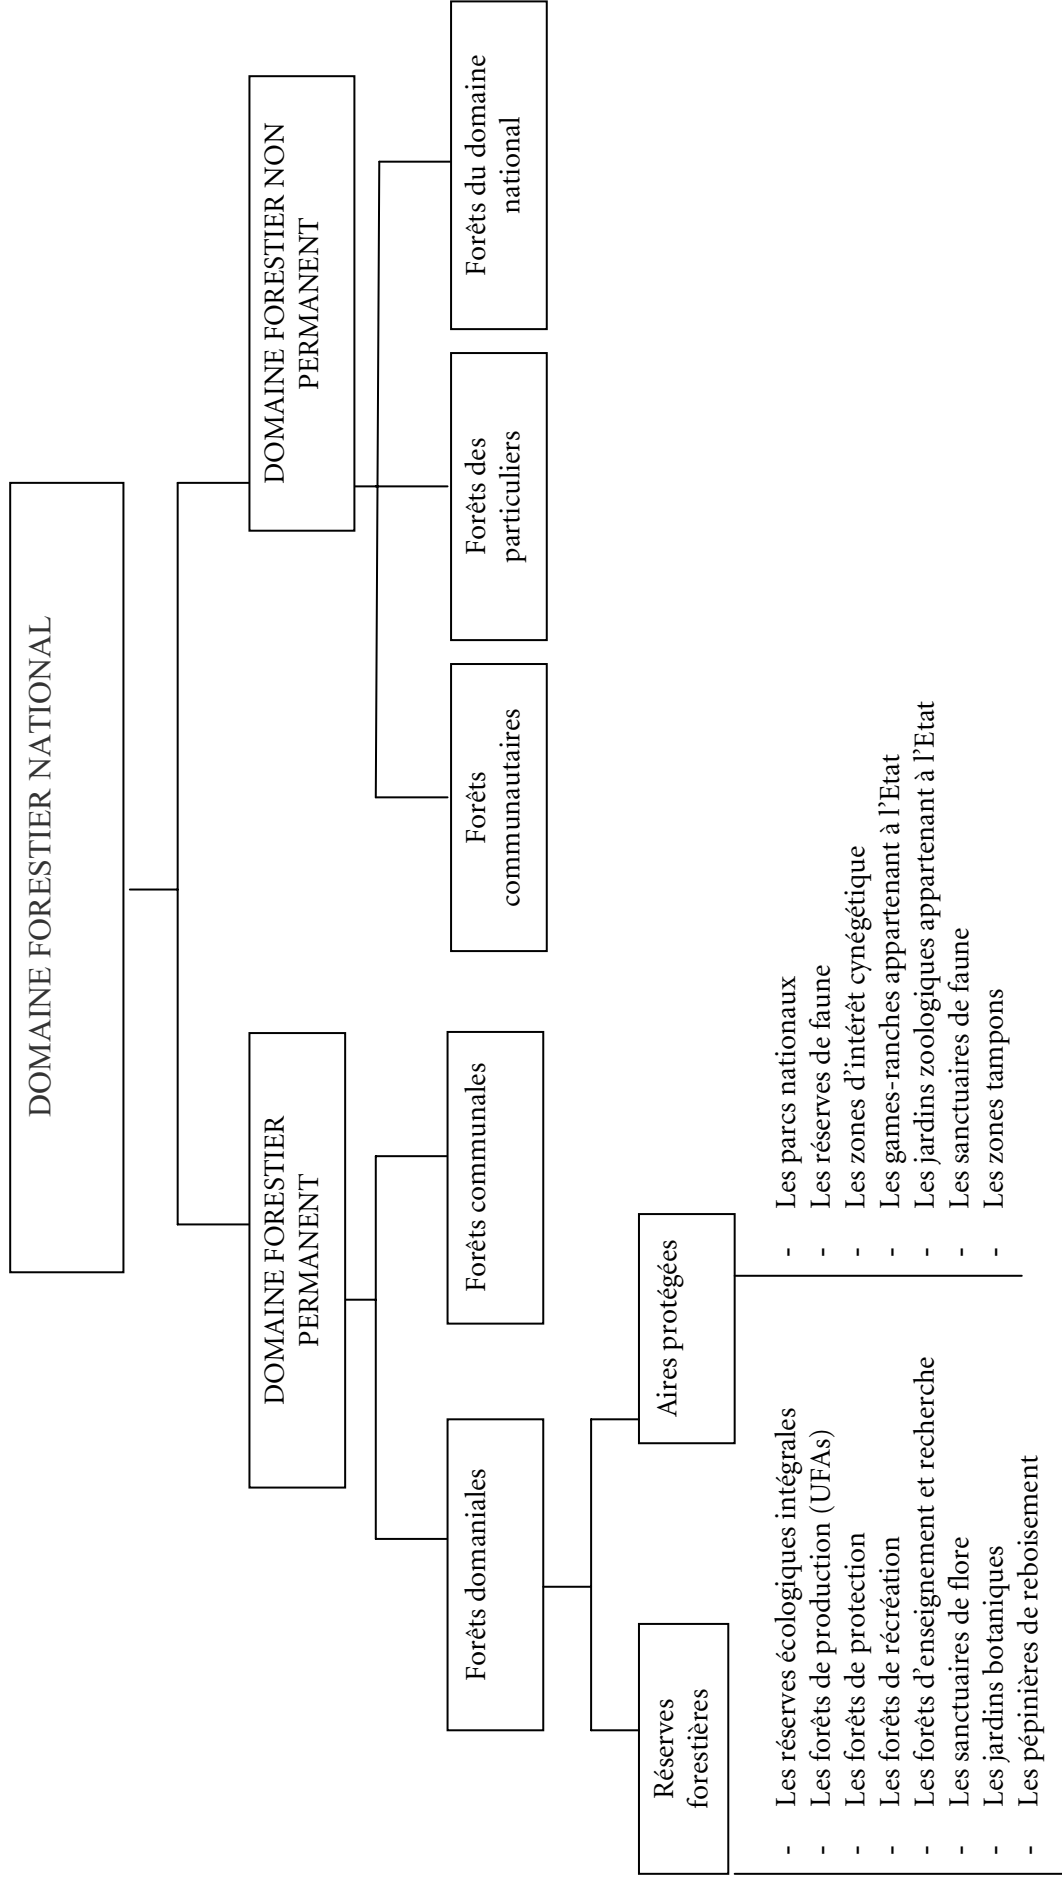 DOMAINE FORESTIER NATIONAL
DOMAINE FORESTIER
PERMANENT
DOMAINE FORESTIER NON
PERMANENT
Forêts domaniales
Forêts communales
Forêts
communautaires
Forêts des
particuliers
Forêts du domaine
national
Réserves
forestières
Aires protégées
- Les réserves écologiques intégrales
- Les forêts de production (UFAs)
- Les forêts de protection
- Les forêts de récréation
- Les forêts d'enseignement et recherche
- Les sanctuaires de flore
- Les jardins botaniques
- Les pépinières de reboisement
- Les parcs nationaux
- Les réserves de faune
- Les zones d'intérêt cynégétique
- Les games-ranches appartenant à l'Etat
- Les jardins zoologiques appartenant à l'Etat
- Les sanctuaires de faune
- Les zones tampons